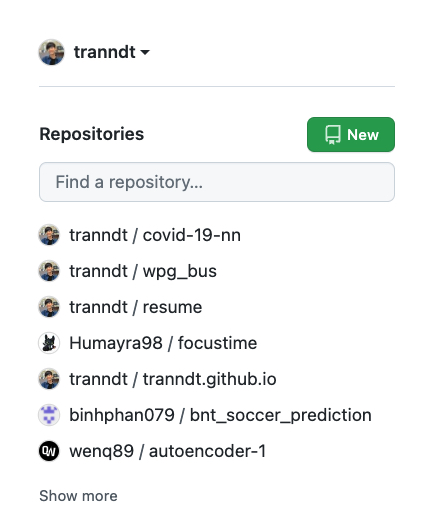 tranndt
Repositories
New
Find a repository...
tranndt / covid-19-nn
tranndt / wpg_bus
tranndt / resume
Humayra98 / focustime
tranndt / tranndt.github.io
binhphan079 / bnt_soccer_prediction
wenq89 / autoencoder-1
Show more